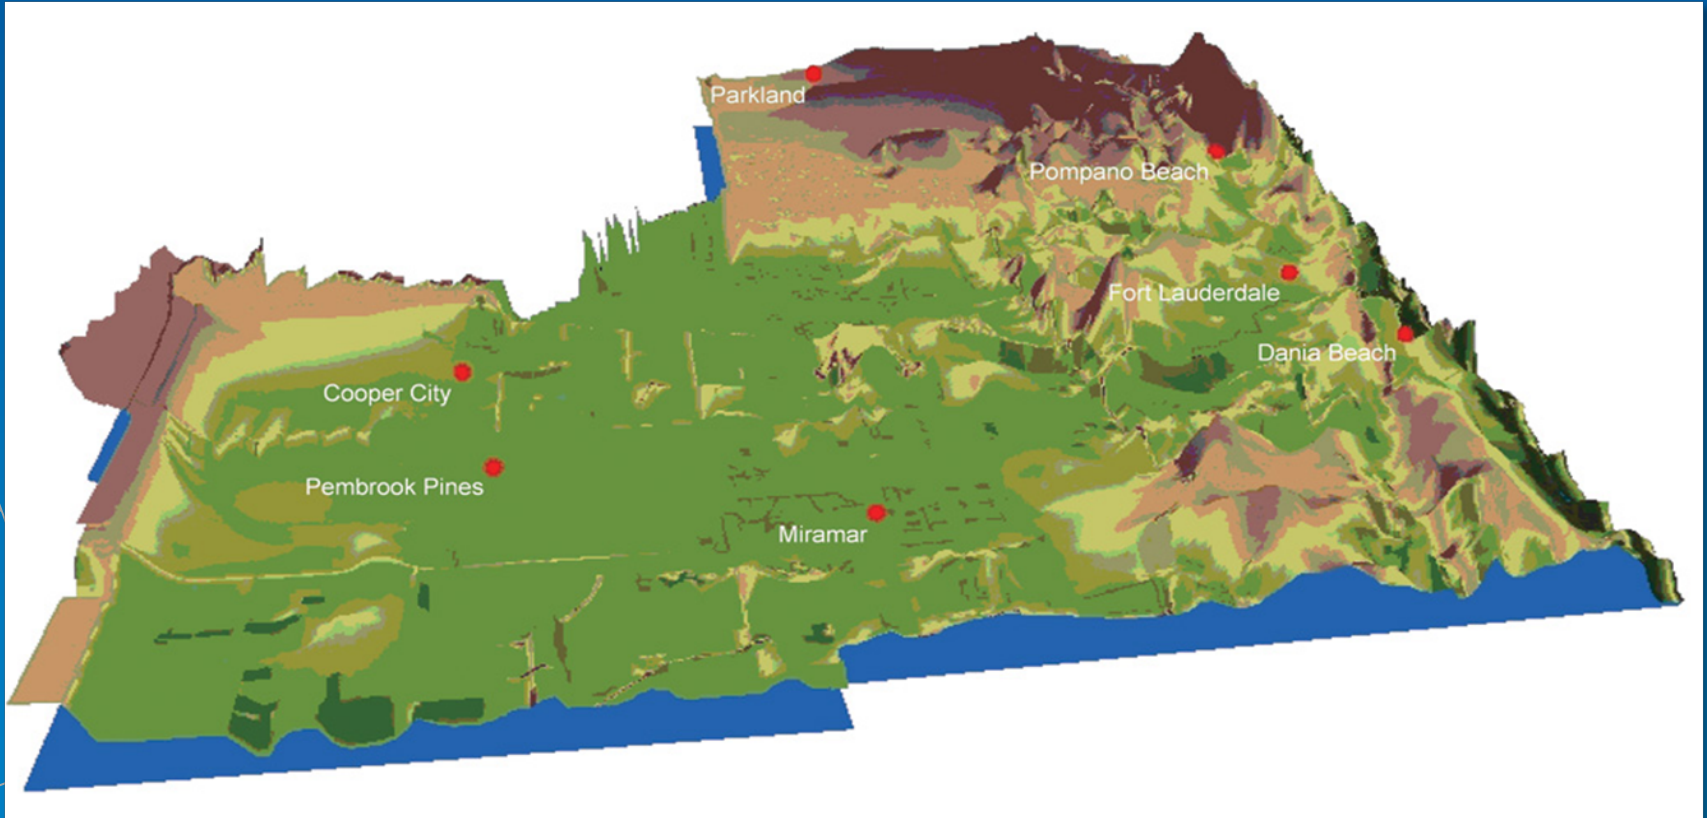 Parkland
Pompano Beach
Fort Lauderdale
Dania Beach
Cooper City
Pembrook Pines
Miramar